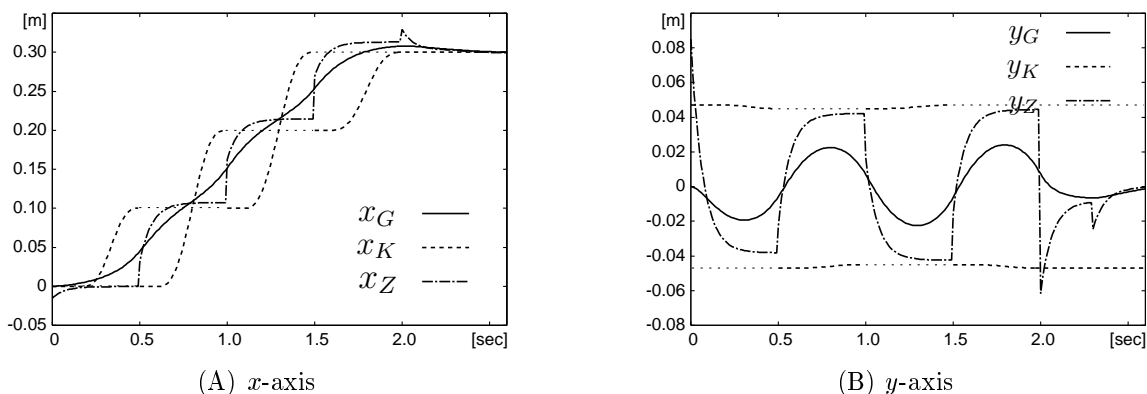 [m]
0.30
0.25
0.20
0.15
0.10
0.05
0
-0.05
0 0.5 1.0 1.5 2.0 [sec]
x_G
x_K
x_Z
(A) x-axis
[m]
0.08
0.06
0.04
0.02
0
-0.02
-0.04
-0.06
-0.08
0 0.5 1.0 1.5 2.0 [sec]
y_G
y_K
y_Z
(B) y-axis